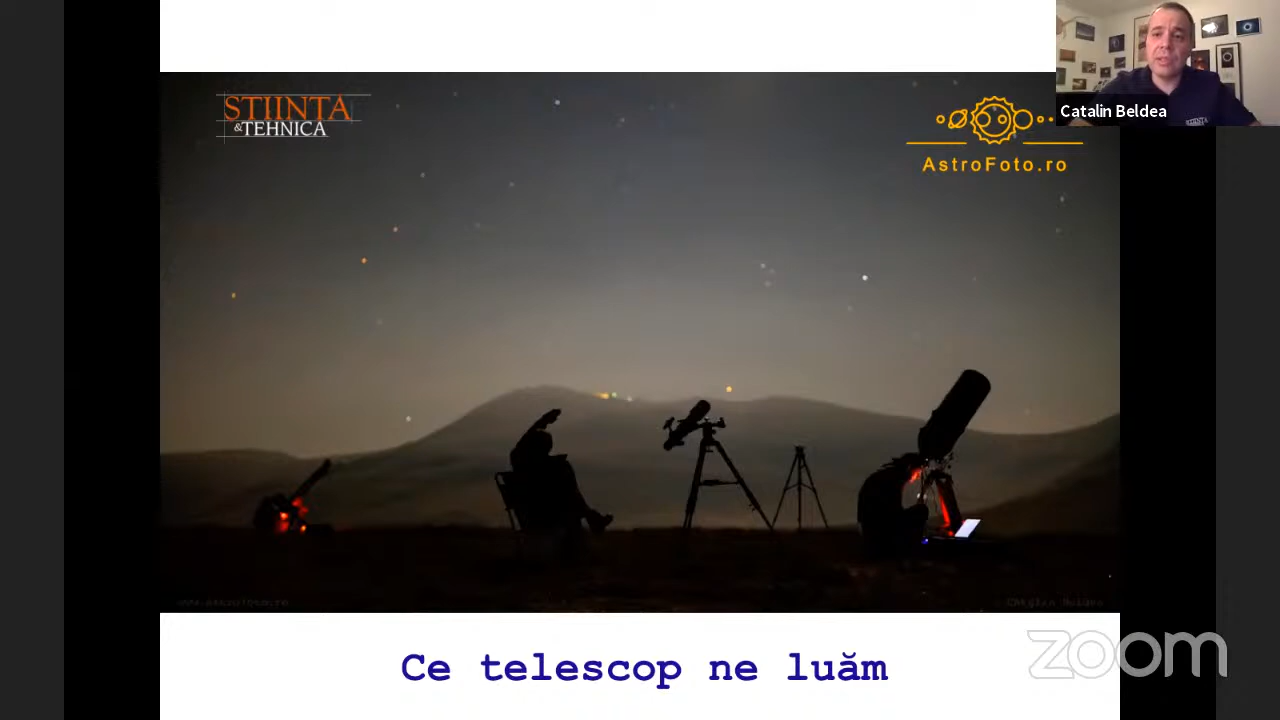 STIINTA
&TEHNICA
AstroFoto.ro
Catalin Beldea
Ce telescop ne luăm
zoom